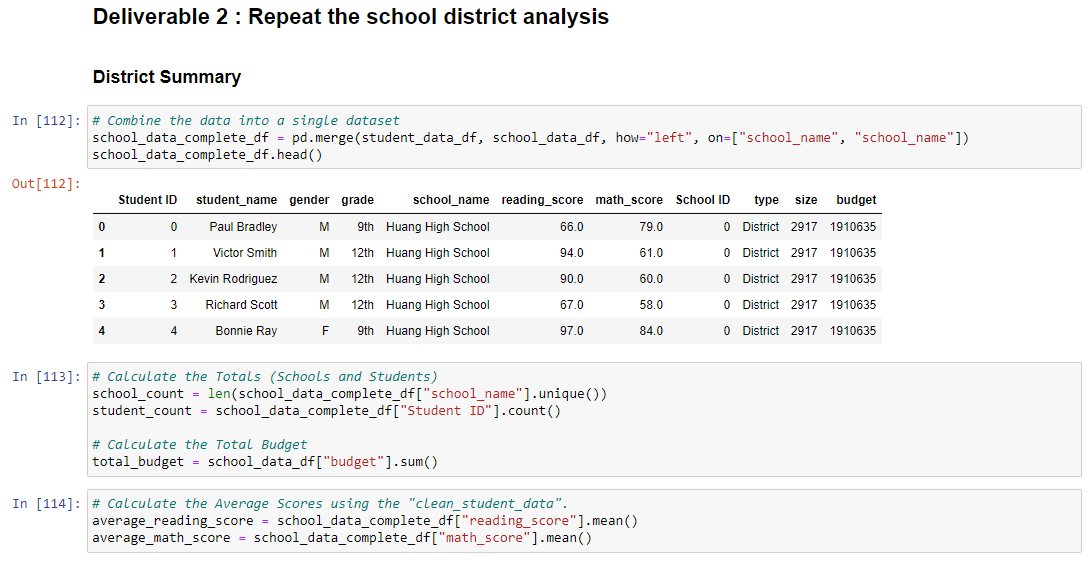 Deliverable 2 : Repeat the school district analysis
District Summary
In [112]: # Combine the data into a single dataset
school_data_complete_df = pd.merge(student_data_df, school_data_df, how="left", on=["school_name", "school_name"])
school_data_complete_df.head()
Out[112]:
Student ID student_name gender grade school_name reading_score math_score School ID type size budget
0 0 Paul Bradley M 9th Huang High School 66.0 79.0 0 District 2917 1910635
1 1 Victor Smith M 12th Huang High School 94.0 61.0 0 District 2917 1910635
2 2 Kevin Rodriguez M 12th Huang High School 90.0 60.0 0 District 2917 1910635
3 3 Richard Scott M 12th Huang High School 67.0 58.0 0 District 2917 1910635
4 4 Bonnie Ray F 9th Huang High School 97.0 84.0 0 District 2917 1910635
In [113]: # Calculate the Totals (Schools and Students)
school_count = len(school_data_complete_df["school_name"].unique())
student_count = school_data_complete_df["Student ID"].count()
# Calculate the Total Budget
total_budget = school_data_df["budget"].sum()
In [114]: # Calculate the Average Scores using the "clean_student_data".
average_reading_score = school_data_complete_df["reading_score"].mean()
average_math_score = school_data_complete_df["math_score"].mean()